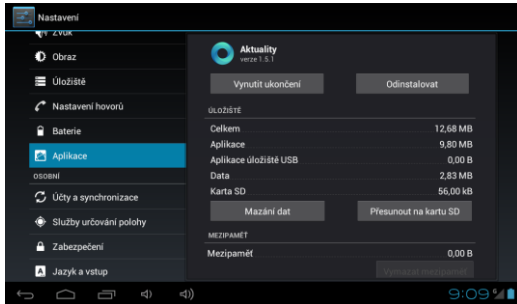 Nastavení
Zvuk
Obraz
Úložiště
Nastavení hovorů
Baterie
Aplikace
OSOBNÍ
Účty a synchronizace
Služby určování polohy
Zabezpečení
A Jazyk a vstup
Aktuality
verze 1.5.1
Vynutit ukončení Odinstalovat
ÚLOŽIŠTĚ
Celkem 12,68 MB
Aplikace 9,80 MB
Aplikace úložiště USB 0,00 B
Data 2,83 MB
Karta SD 56,00 kB
Mazání dat Přesunout na kartu SD
MEZIPAMĚŤ
Mezipaměť 0,00 B
Vymazat mezipaměť
9:09